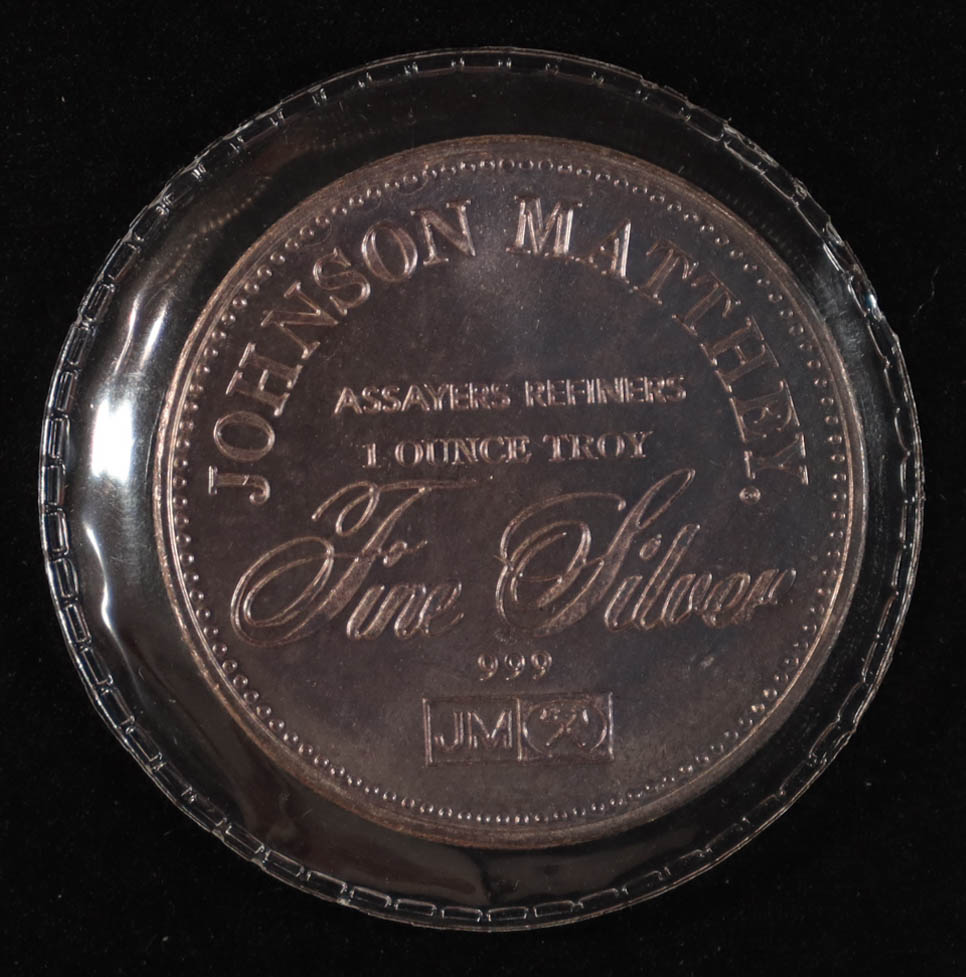 JOHNSON MATTHEY
ASSAYERS REFINERS
1 OUNCE TROY
Fine Silver
999
JM